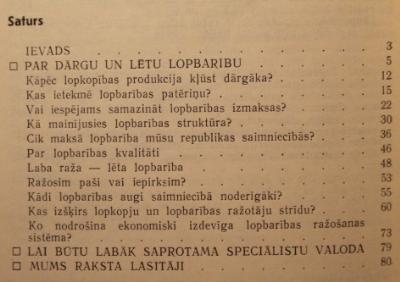 Saturs
IEVADS . . . . . . . . . . . . 3
□ PAR DĀRGU UN LĒTU LOPBARĪBU . . . . . 5
Kāpēc lopkopības produkcija kļūst dārgāka? . . . . 12
Kas ietekmē lopbarības patēriņu? . . . . . . 15
Vai iespējams samazināt lopbarības izmaksas? . . . 22
Kā mainījusies lopbarības struktūra? . . . . . 30
Cik maksā lopbarība mūsu republikas saimniecībās? . . 36
Par lopbarības kvalitāti . . . . . . . . 46
Laba raža — lēta lopbarība . . . . . . . 48
Ražosim paši vai iepirksim? . . . . . . . 53
Kādi lopbarības augi saimniecībā noderīgāki? . . . 55
Kas izšķirs lopkopju un lopbarības ražotāju strīdu? . . 60
Ko nodrošina ekonomiski izdevīga lopbarības ražošanas
sistēma? . . . . . . . . . . . 73
□ LAI BŪTU LABĀK SAPROTAMA SPECIĀLISTU VALODA 79
□ MUMS RAKSTA LASĪTĀJI . . . . . . . 80